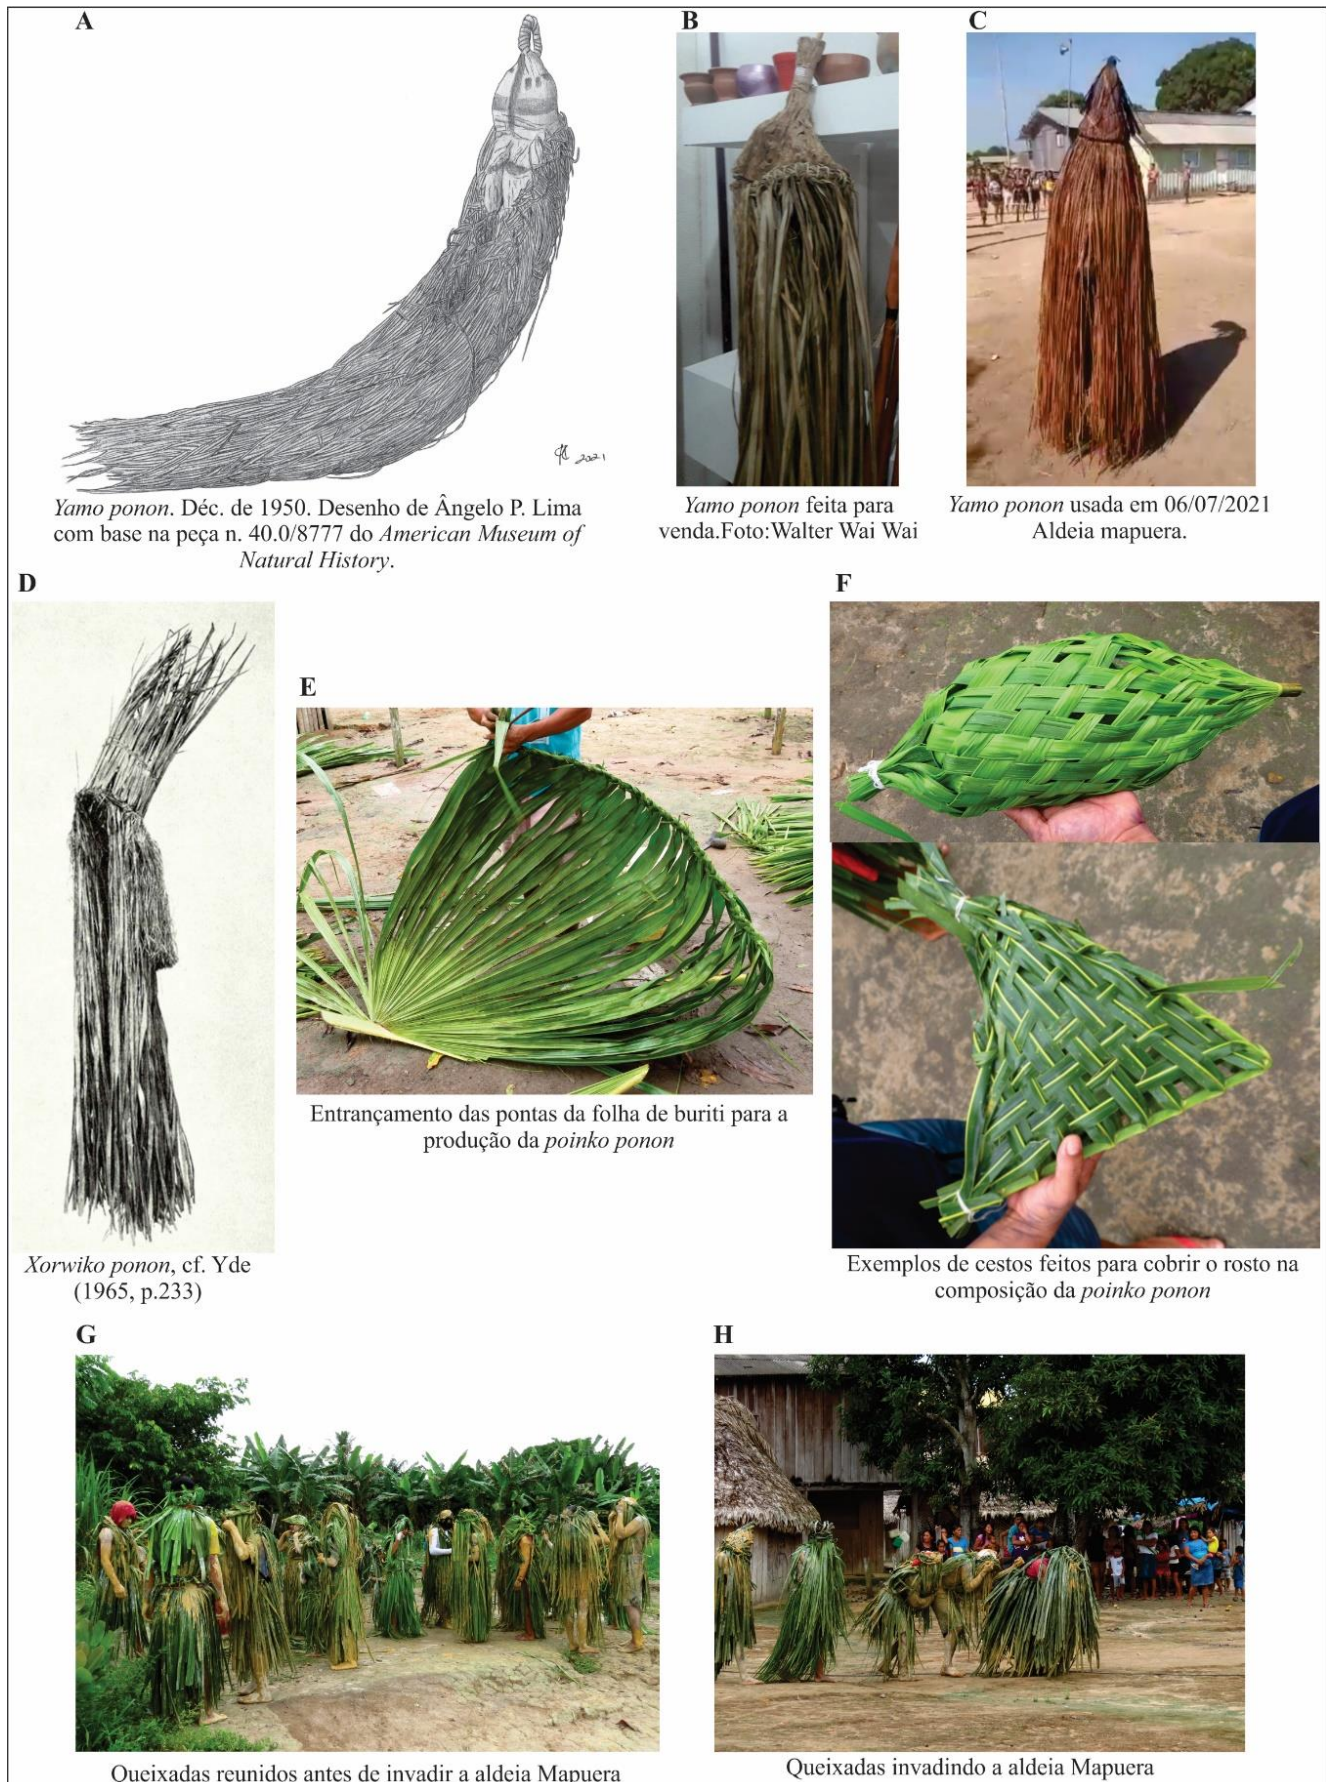 A
B
C
Yamo ponon. Déc. de 1950. Desenho de Ângelo P. Lima
com base na peça n. 40.0/8777 do American Museum of
Natural History.
2021
Yamo ponon feita para
venda.Foto:Walter Wai Wai
Yamo ponon usada em 06/07/2021
Aldeia mapuera.
D
E
F
Xorwiko ponon, cf. Yde
(1965, p.233)
Entrançamento das pontas da folha de buriti para a
produção da poinko ponon
Exemplos de cestos feitos para cobrir o rosto na
composição da poinko ponon
G
H
Queixadas reunidos antes de invadir a aldeia Mapuera
Queixadas invadindo a aldeia Mapuera